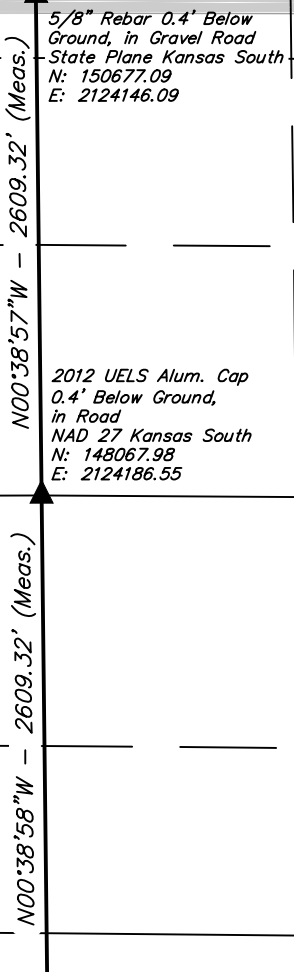 5/8" Rebar 0.4' Below
Ground, in Gravel Road
State Plane Kansas South
N: 150677.09
E: 2124146.09
N00°38'57"W - 2609.32' (Meas.)
2012 UELS Alum. Cap
0.4' Below Ground,
in Road
NAD 27 Kansas South
N: 148067.98
E: 2124186.55
N00°38'58"W - 2609.32' (Meas.)